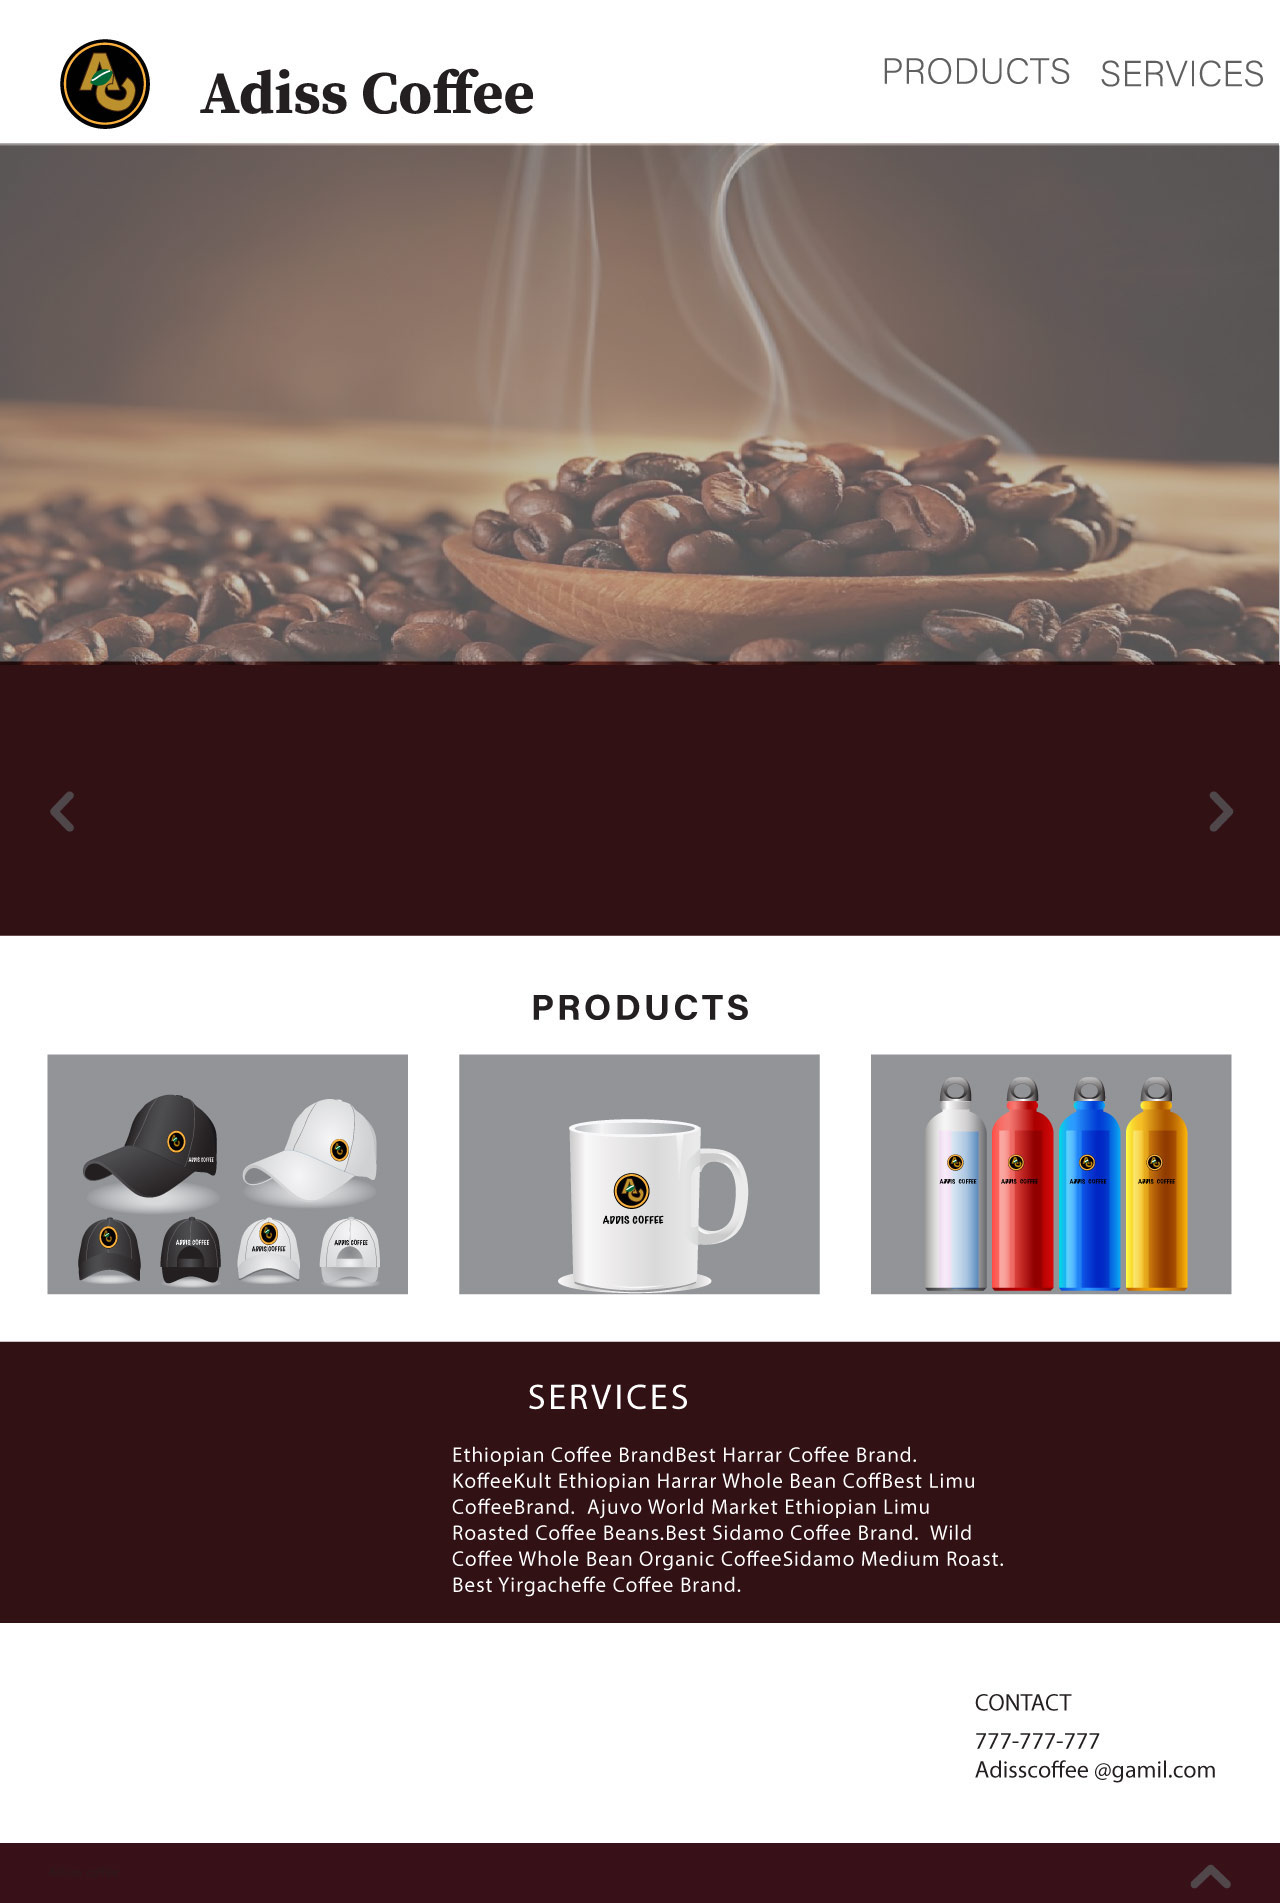 Adiss Coffee
PRODUCTS SERVICES
PRODUCTS
ADDIS COFFEE
ADDIS COFFEE
ADDIS COFFEE
ADDIS COFFEE
ADDIS COFFEE
ADDIS COFFEE
ADDIS COFFEE
ADDIS COFFEE
ADDIS COFFEE
SERVICES
Ethiopian Coffee BrandBest Harrar Coffee Brand.
KoffeeKult Ethiopian Harrar Whole Bean CoffBest Limu
CoffeeBrand.  Ajuvo World Market Ethiopian Limu
Roasted Coffee Beans.Best Sidamo Coffee Brand.  Wild
Coffee Whole Bean Organic CoffeeSidamo Medium Roast.
Best Yirgacheffe Coffee Brand.
CONTACT
777-777-777
Adisscoffee @gamil.com